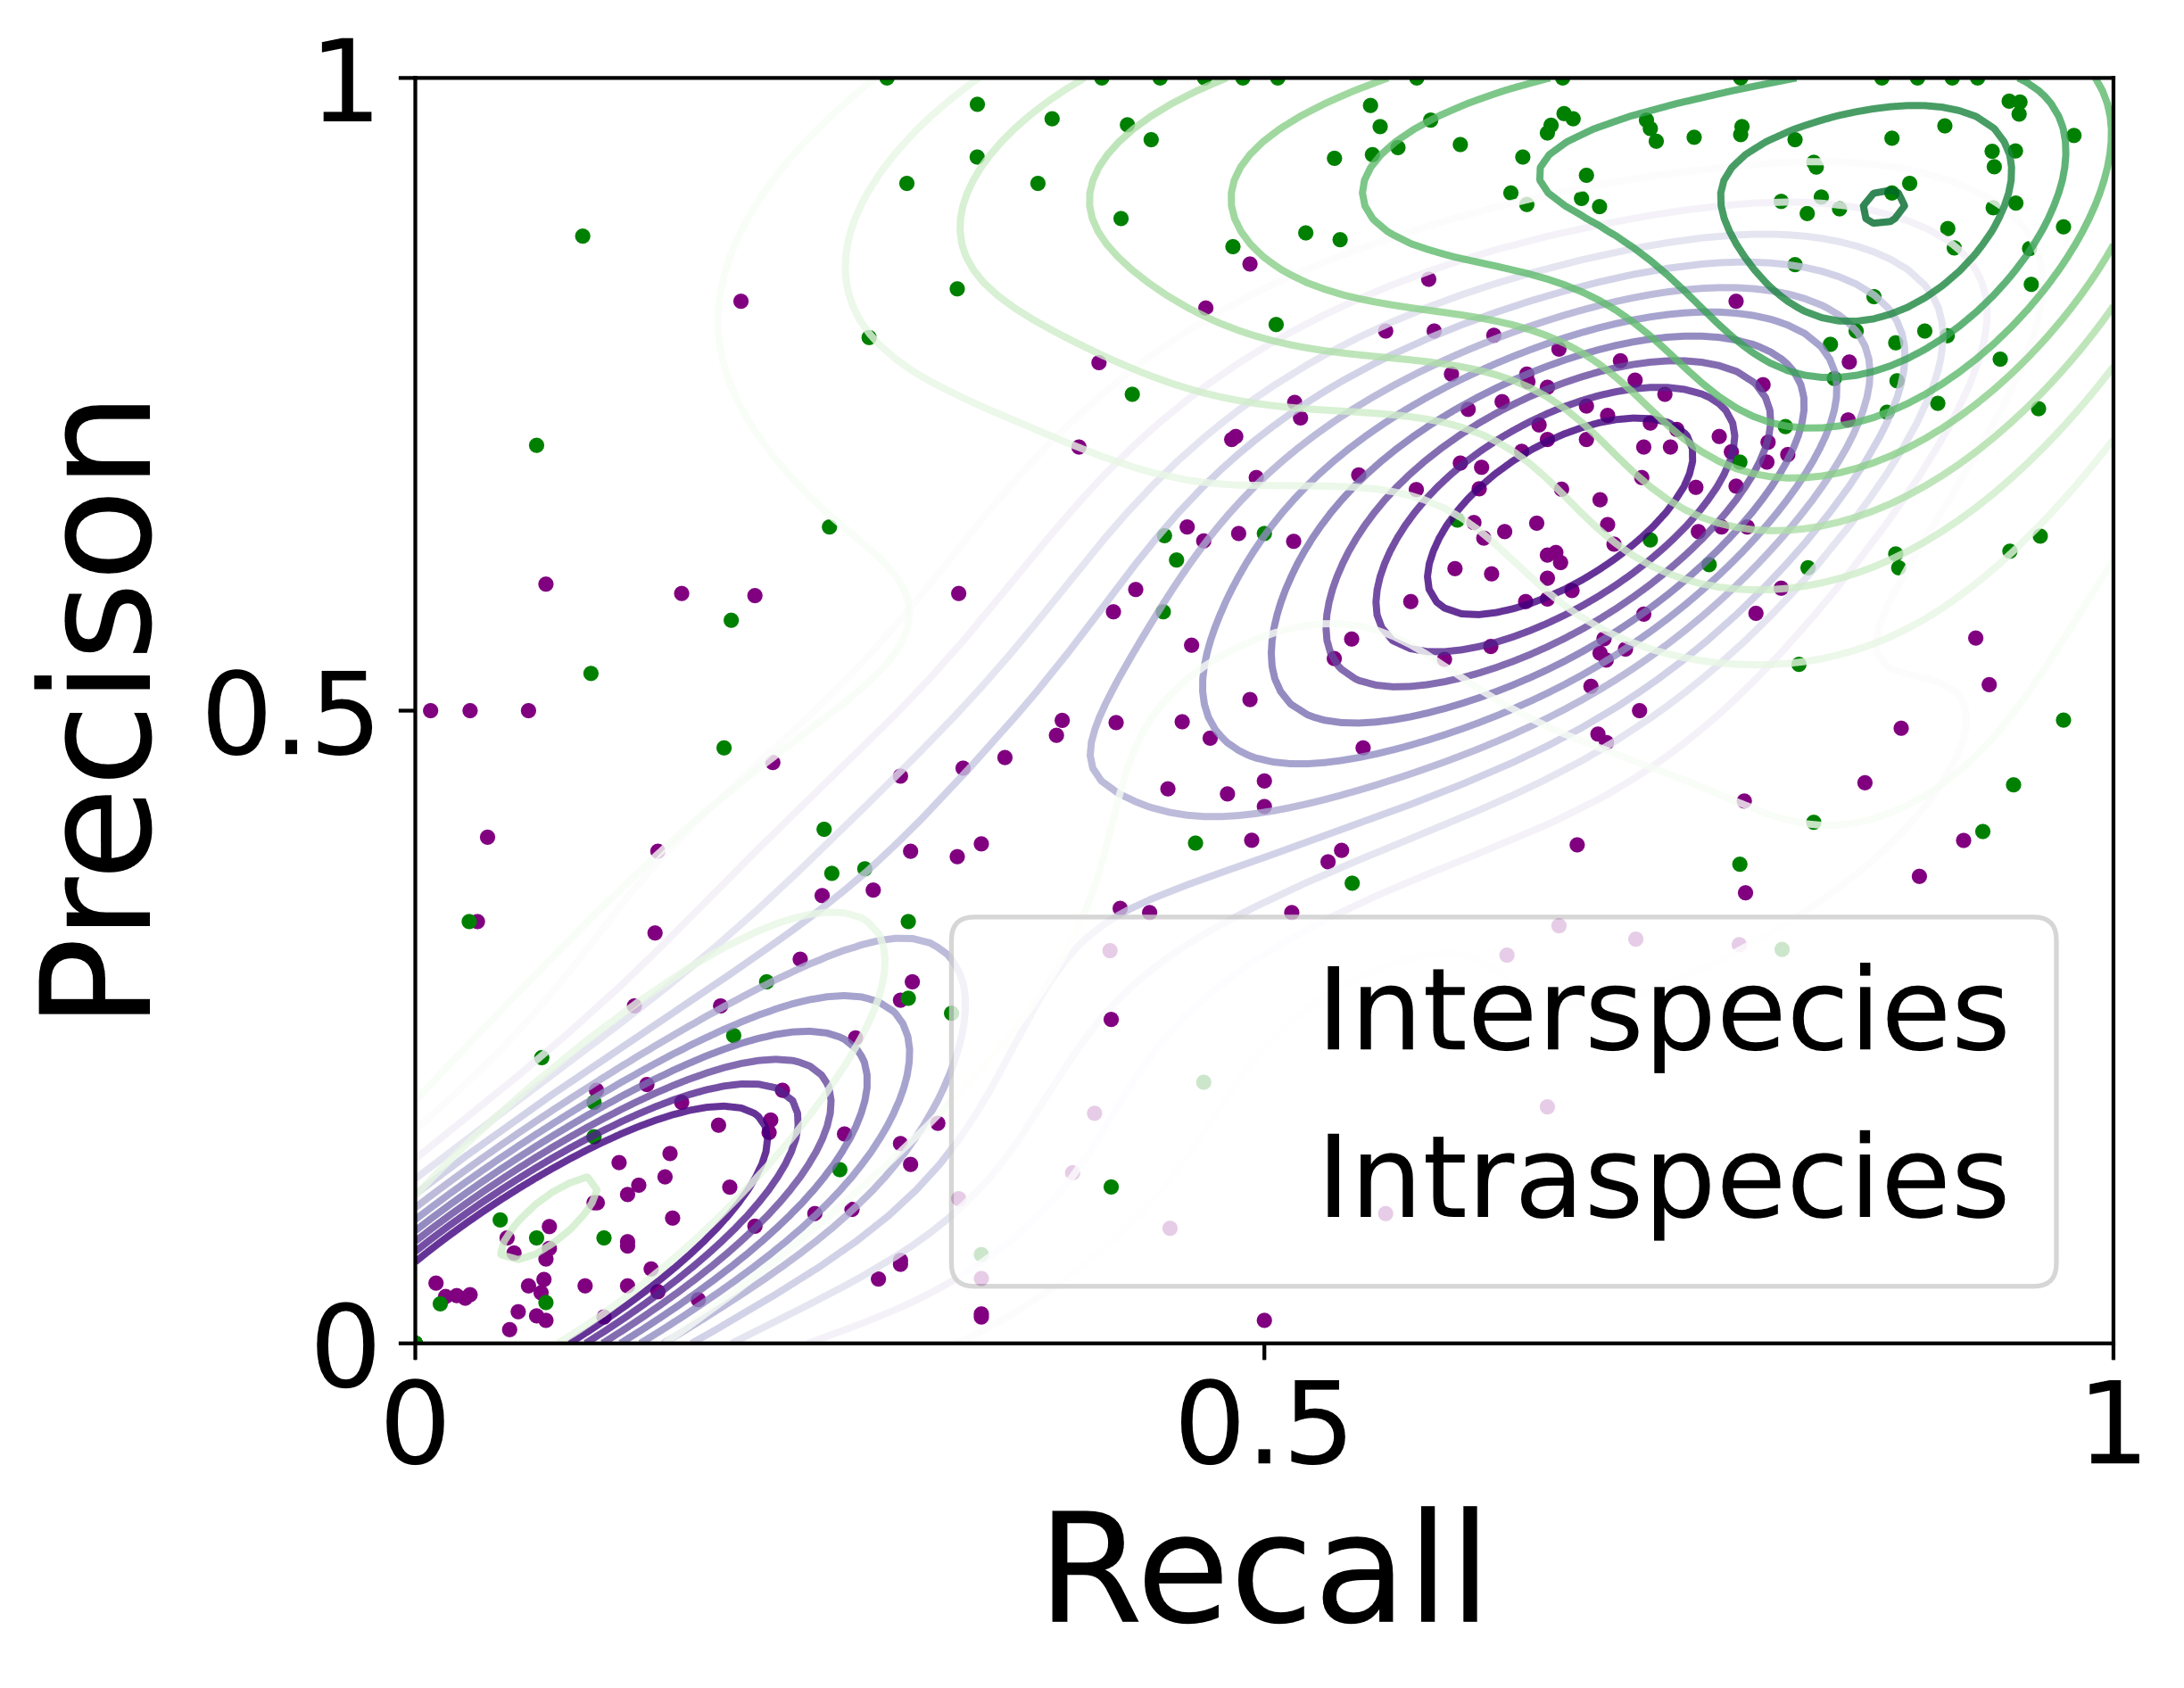 1
0.5
0
Precison
Interspecies
Intraspecies
0
0.5
1
Recall